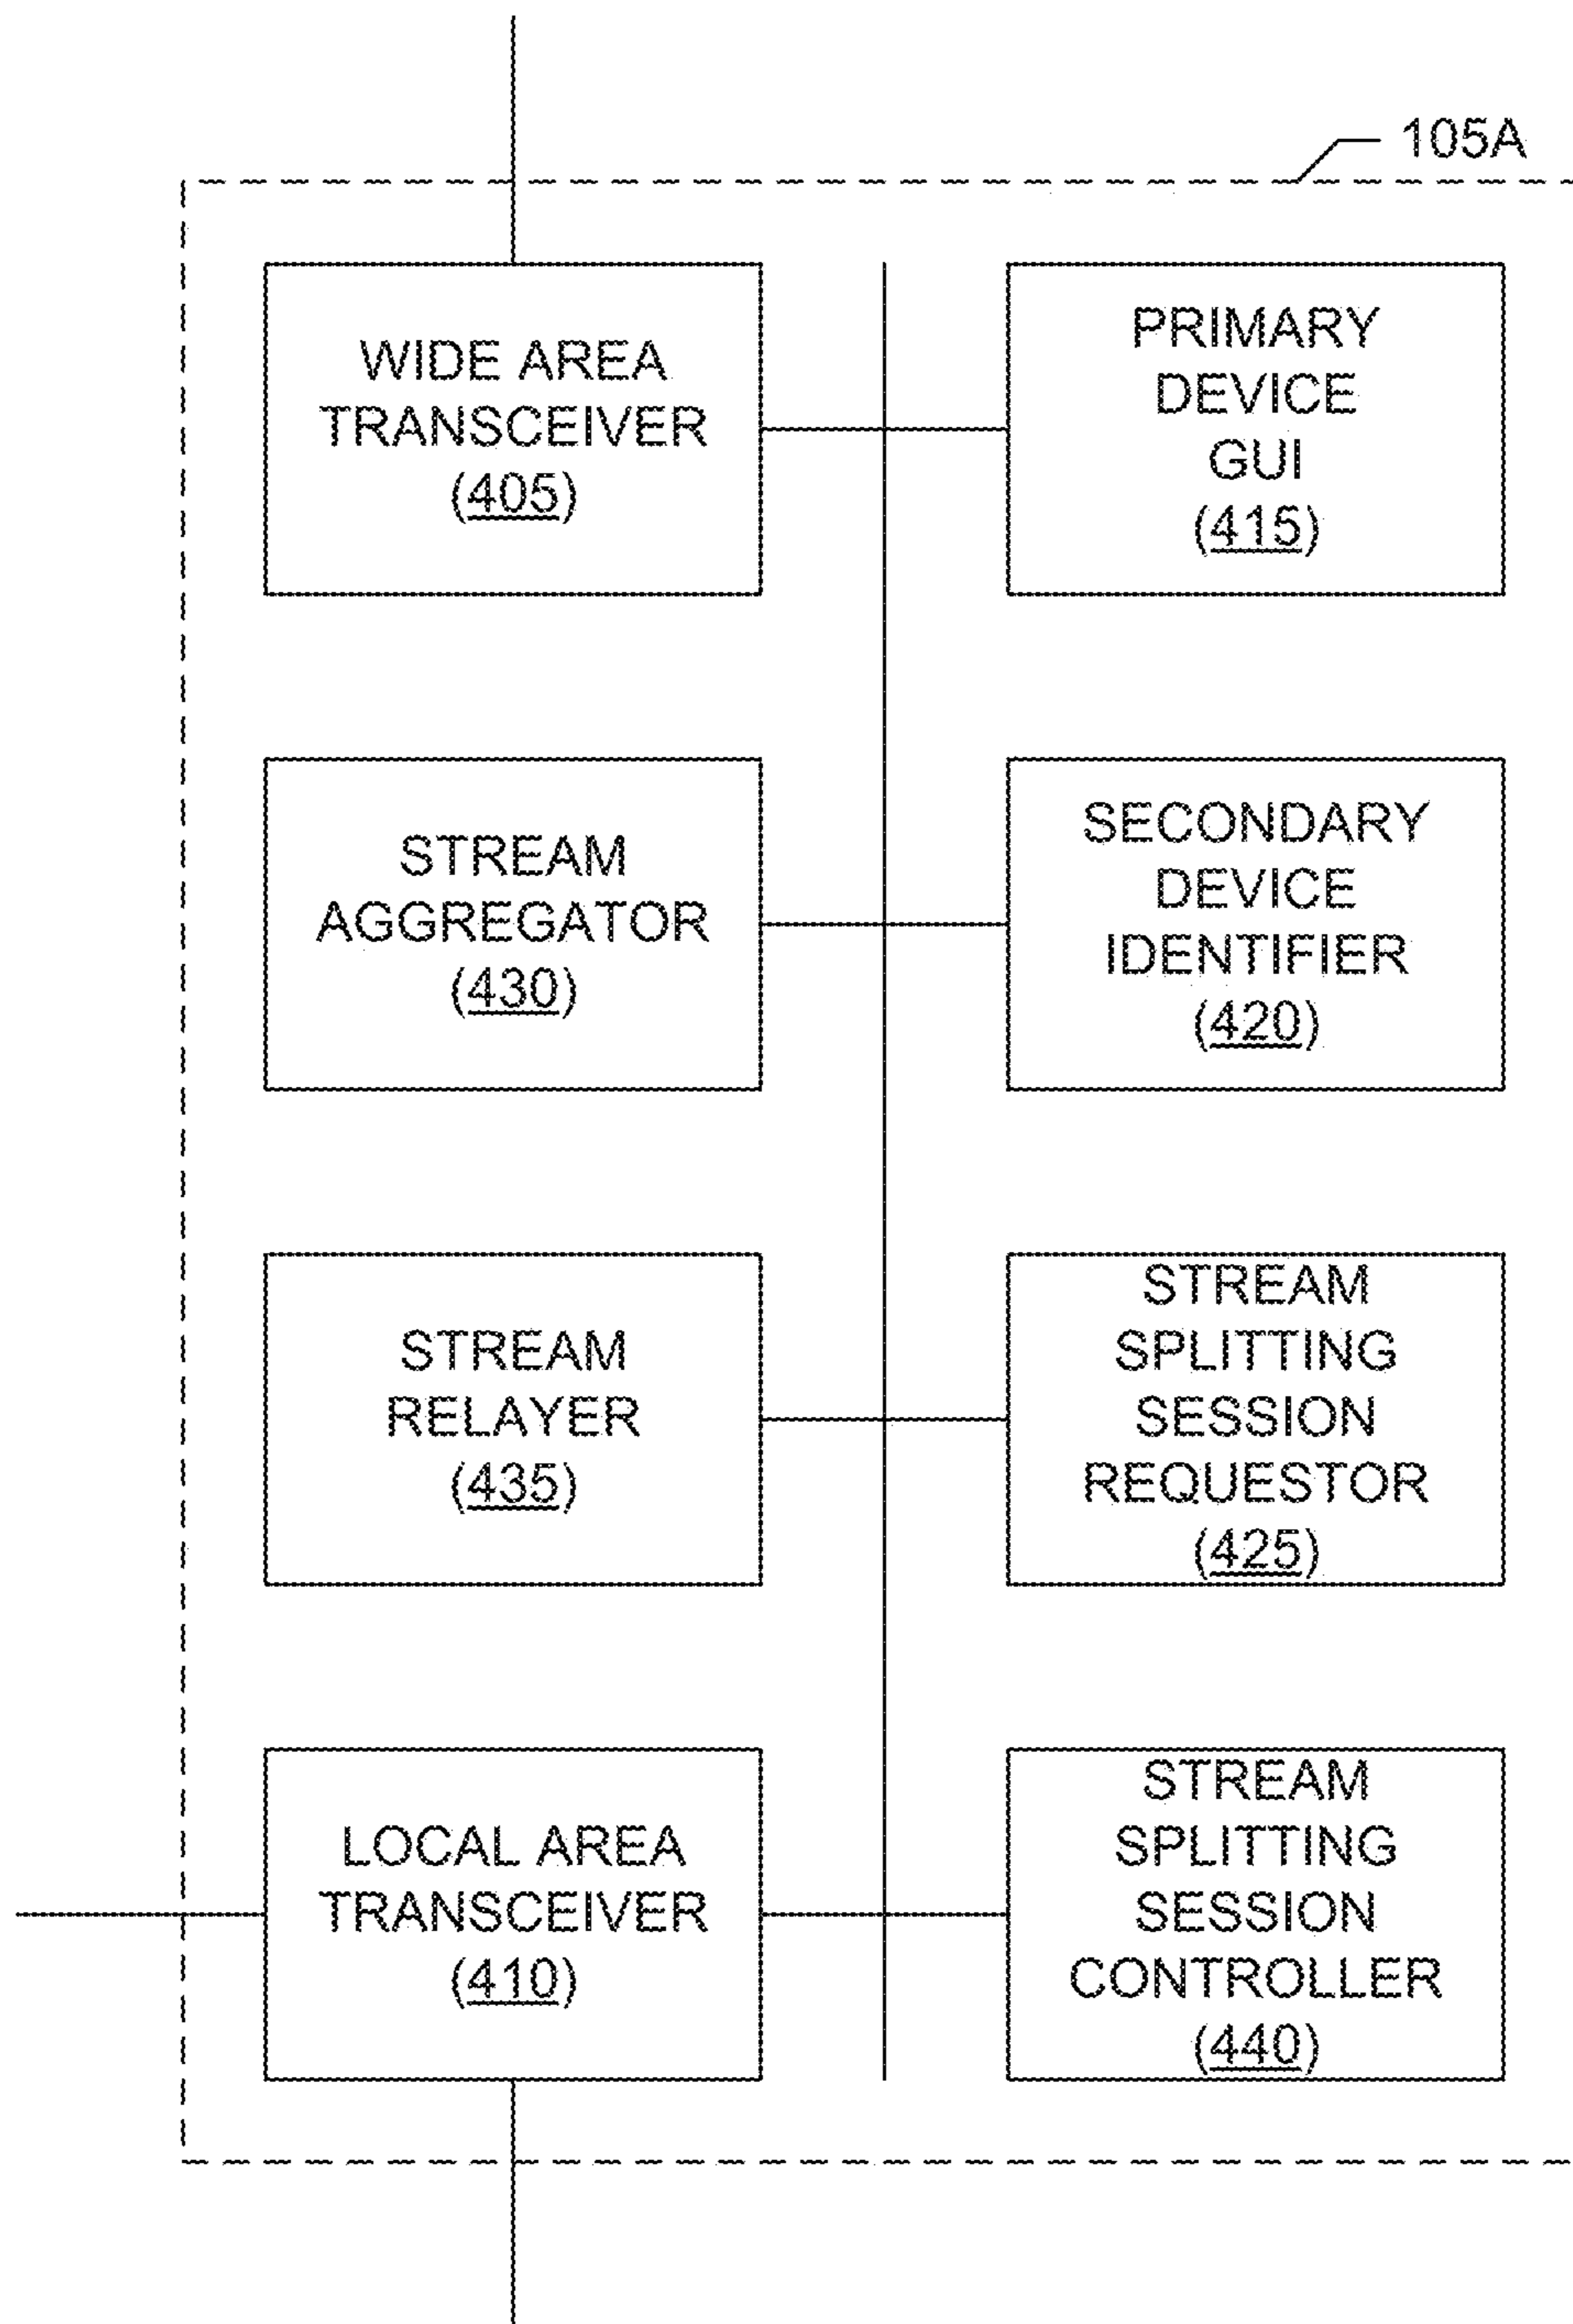 105A
WIDE AREA
TRANSCEIVER
(405)
PRIMARY
DEVICE
GUI
(415)
STREAM
AGGREGATOR
(430)
SECONDARY
DEVICE
IDENTIFIER
(420)
STREAM
RELAYER
(435)
STREAM
SPLITTING
SESSION
REQUESTOR
(425)
LOCAL AREA
TRANSCEIVER
(410)
STREAM
SPLITTING
SESSION
CONTROLLER
(440)